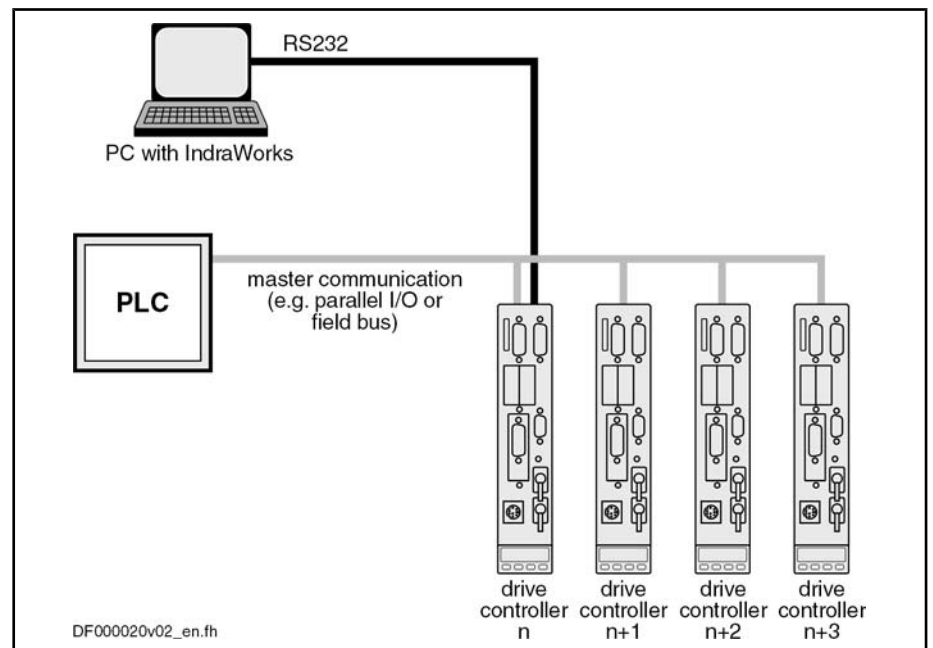 RS232
PC with IndraWorks
PLC
master communication
(e.g. parallel I/O or
field bus)
drive
controller
n
drive
controller
n+1
drive
controller
n+2
drive
controller
n+3
DF000020v02_en.fh